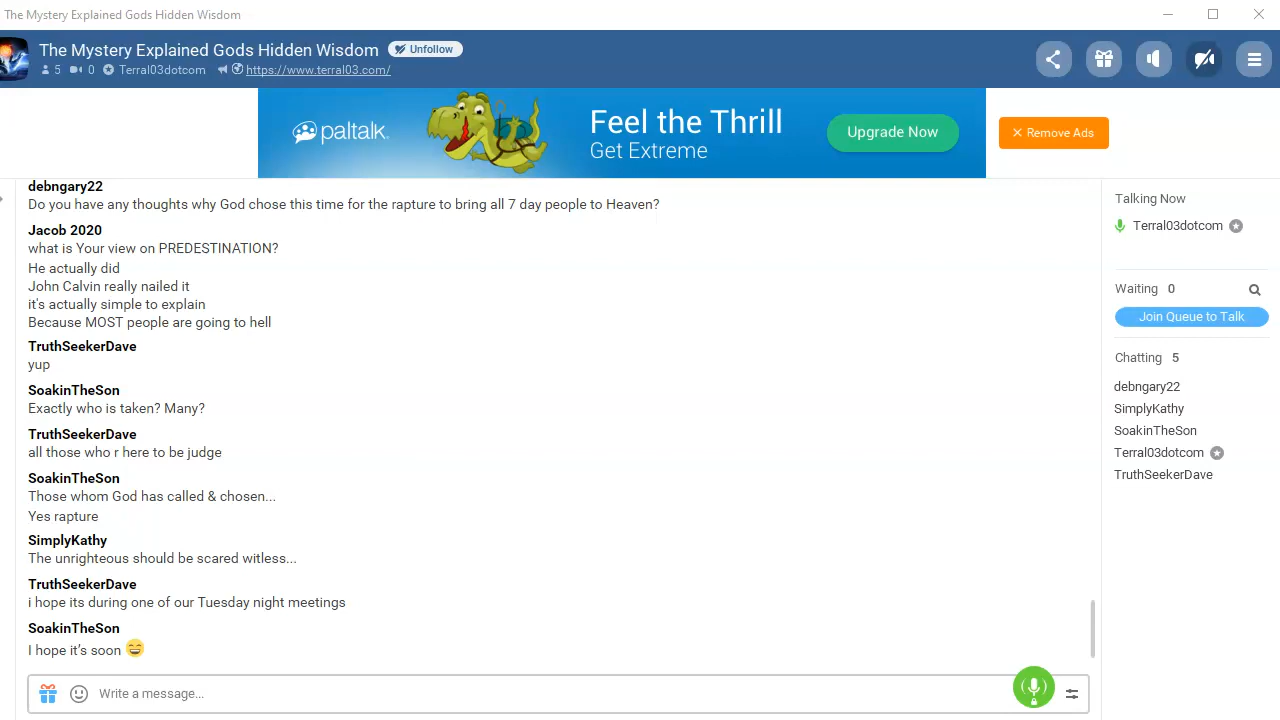 The Mystery Explained Gods Hidden Wisdom
The Mystery Explained Gods Hidden Wisdom Unfollow
5 0 Terral03dotcom https://www.terral03.com/
paltalk.
Feel the Thrill
Get Extreme
Upgrade Now
Remove Ads
debngary22
Do you have any thoughts why God chose this time for the rapture to bring all 7 day people to Heaven?
Jacob 2020
what is Your view on PREDESTINATION?
He actually did
John Calvin really nailed it
it's actually simple to explain
Because MOST people are going to hell
TruthSeekerDave
yup
SoakinTheSon
Exactly who is taken? Many?
TruthSeekerDave
all those who r here to be judge
SoakinTheSon
Those whom God has called & chosen...
Yes rapture
SimplyKathy
The unrighteous should be scared witless...
TruthSeekerDave
i hope its during one of our Tuesday night meetings
SoakinTheSon
I hope it's soon 😄
Write a message...
Talking Now
Terral03dotcom
Waiting 0
Join Queue to Talk
Chatting 5
debngary22
SimplyKathy
SoakinTheSon
Terral03dotcom
TruthSeekerDave